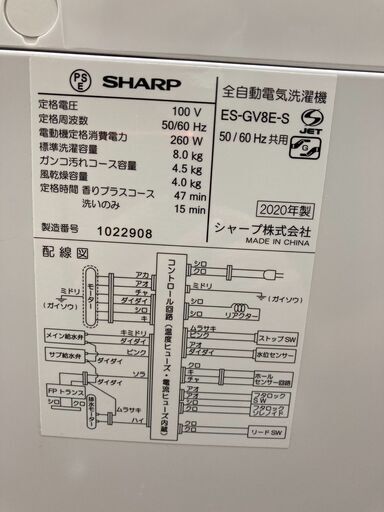 PS
E
SHARP
全自動電気洗濯機
定格電圧 100 V
ES-GV8E-S
定格周波数 50/60 Hz
50/60 Hz 共用
JET
電動機定格消費電力 260 W
標準洗濯容量 8.0 kg
ガンコ汚れコース容量 4.5 kg
風乾燥容量 4.0 kg
定格時間 香りプラスコース 47 min
洗いのみ 15 min
2020年製
製造番号 1022908
シャープ株式会社
MADE IN CHINA
配線図
モーター
ミドリ
(ガイソウ)
アカ
アオ
チャ
ダイダイ
シロ
キ
コントロール回路(温度ヒューズ・電流ヒューズ内蔵)
シロ
クロ
ミドリ
(ガイソウ)
シロ
シロ
リアクター
メイン給水弁
キミドリ
ダイダイ
サブ給水弁
ピンク
ダイダイ
ムラサキ
ピンク
ストップSW
アオ
ダイダイ
水位センサー
ソラ
FPトランス
シロ
クロ
排水モーター
ムラサキ
ハイ
クロ
キ
チャ
ホール
センサー回路
アオ
アオ
フタロック
SW
シロ
クロ
フタロック
ソレノイド
クロ
クロ
リードSW